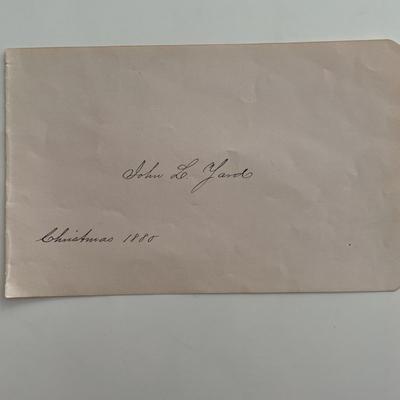 John L. Yard
Christmas 1880